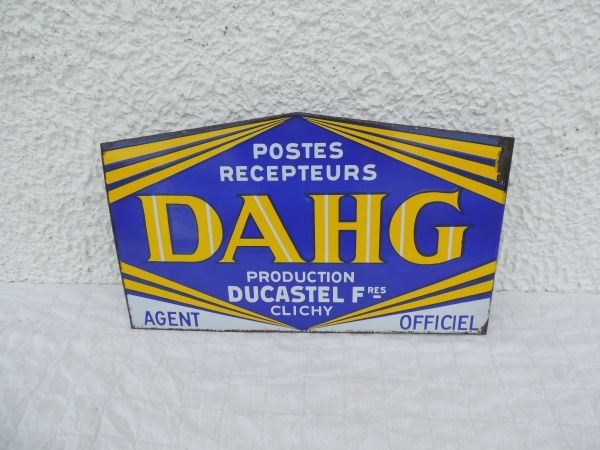 POSTES
RECEPTEURS
DAHG
PRODUCTION
DUCASTEL FRES
CLICHY
AGENT OFFICIEL